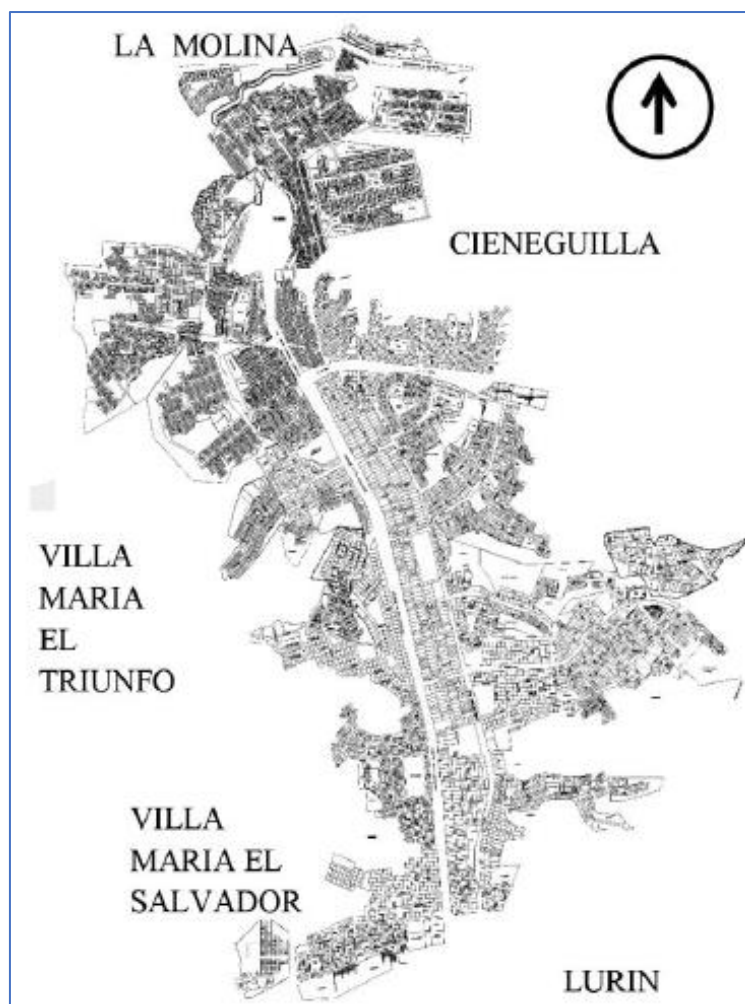 LA MOLINA
CIENEGUILLA
VILLA
MARIA
EL
TRIUNFO
VILLA
MARIA EL
SALVADOR
LURIN